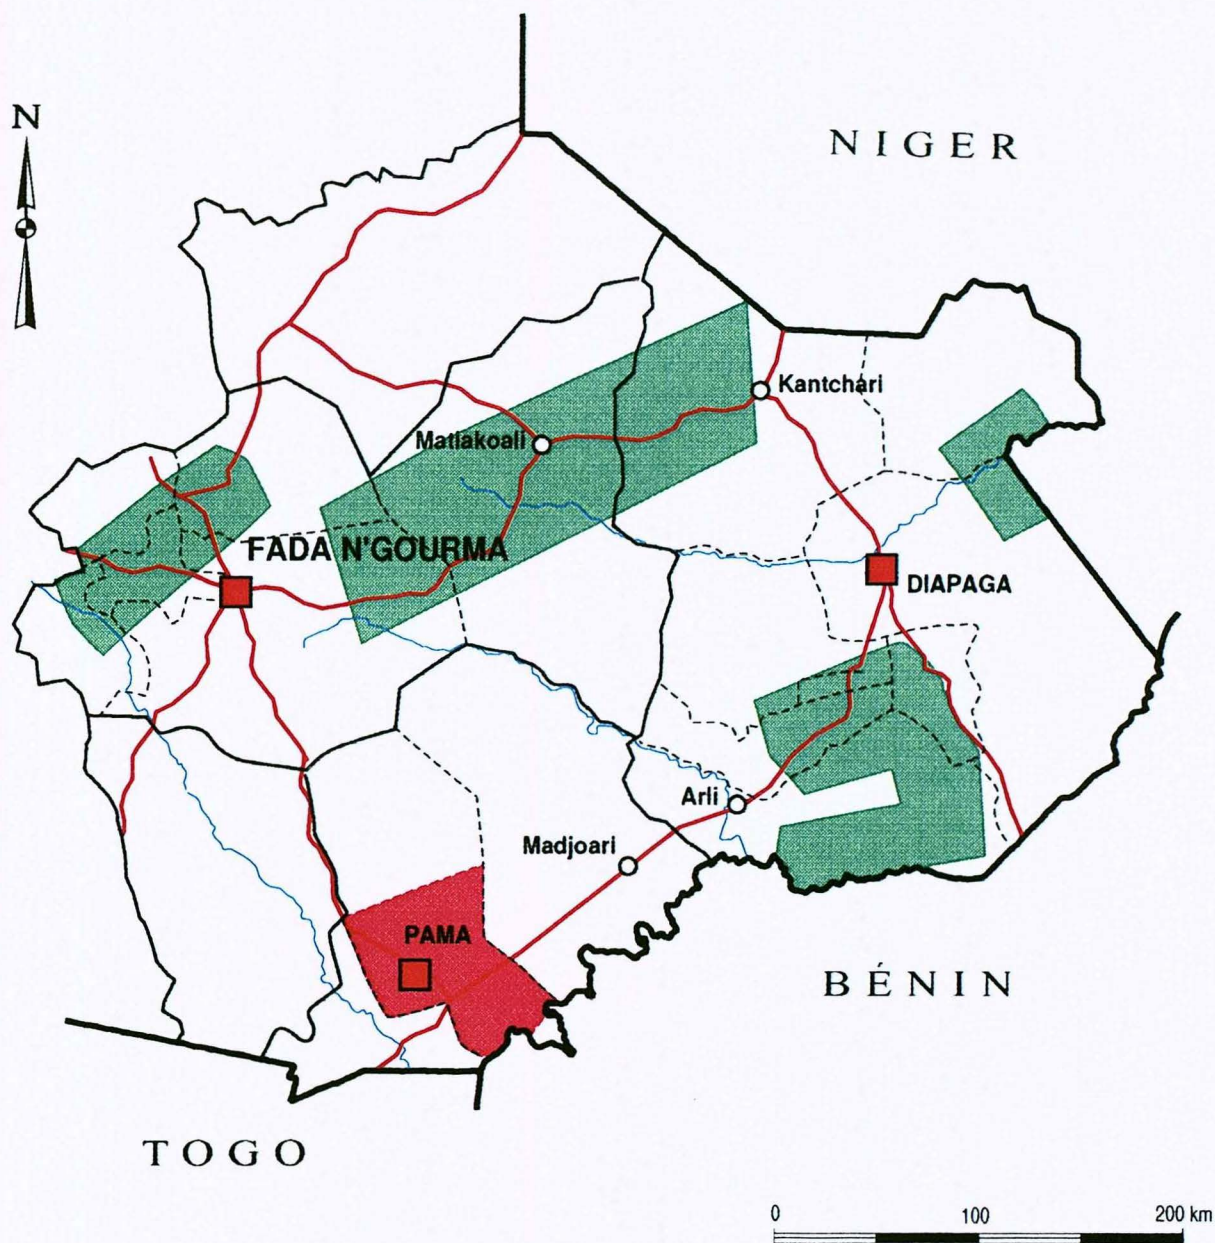 N
NIGER
Kantchari
Matiakoali
FADA N'GOURMA
DIAPAGA
Arli
Madjoari
PAMA
BÉNIN
TOGO
0 100 200 km